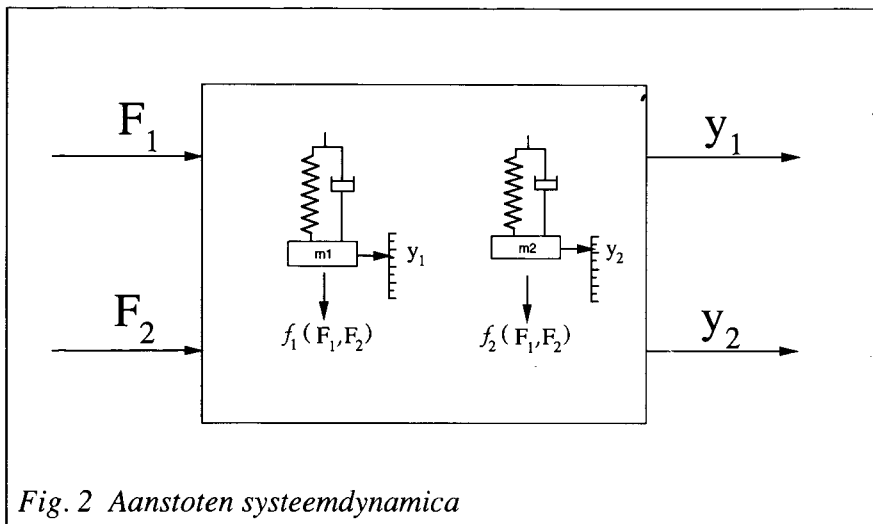 F₁ y₁
m1 y₁ m2 y₂
F₂ f₁(F₁,F₂) f₂(F₁,F₂) y₂
Fig. 2 Aanstoten systeemdynamica